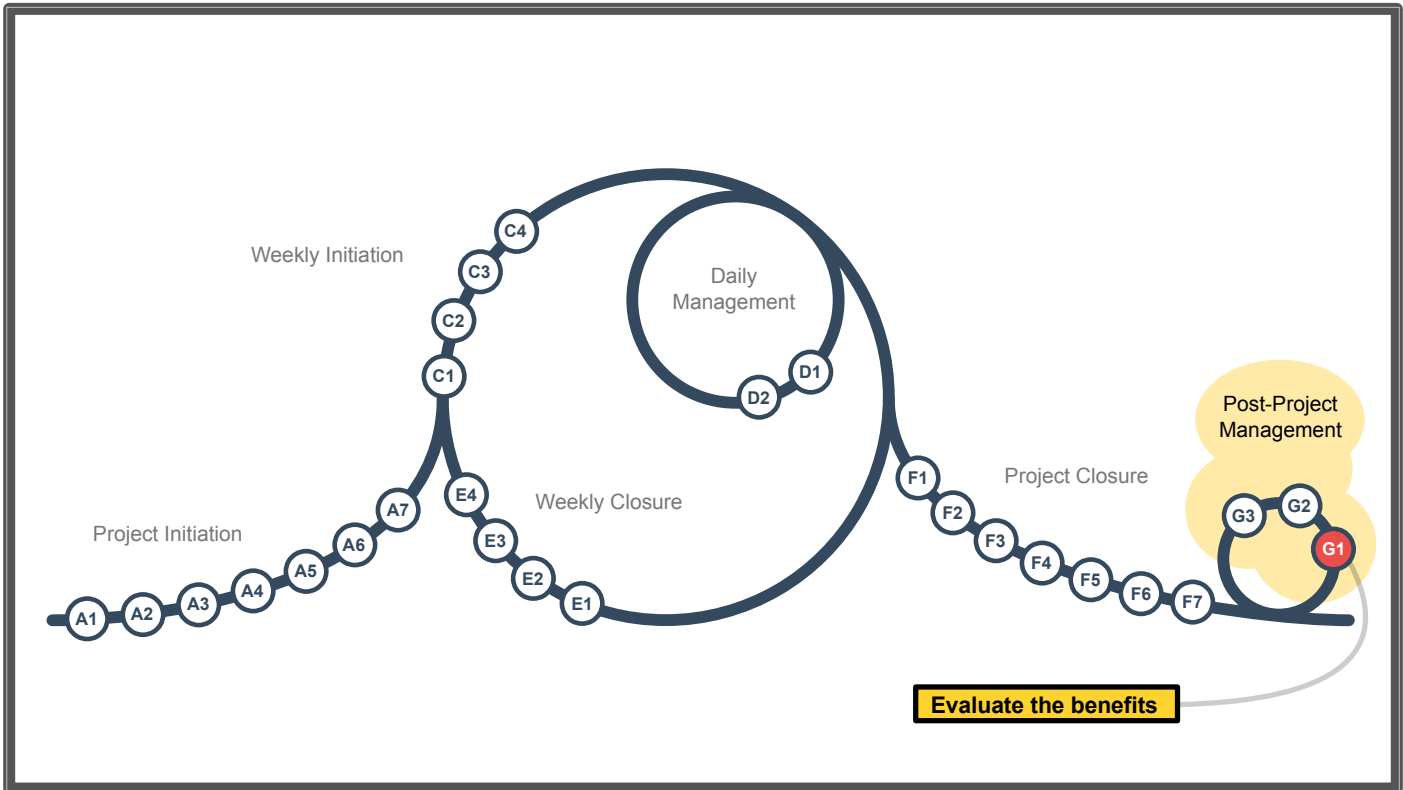 Weekly Initiation
C4
C3
C2
C1
Daily
Management
D1
D2
Post-Project
Management
Project Initiation
A1
A2
A3
A4
A5
A6
A7
Weekly Closure
E4
E3
E2
E1
Project Closure
F1
F2
F3
F4
F5
F6
F7
G3
G2
G1
Evaluate the benefits